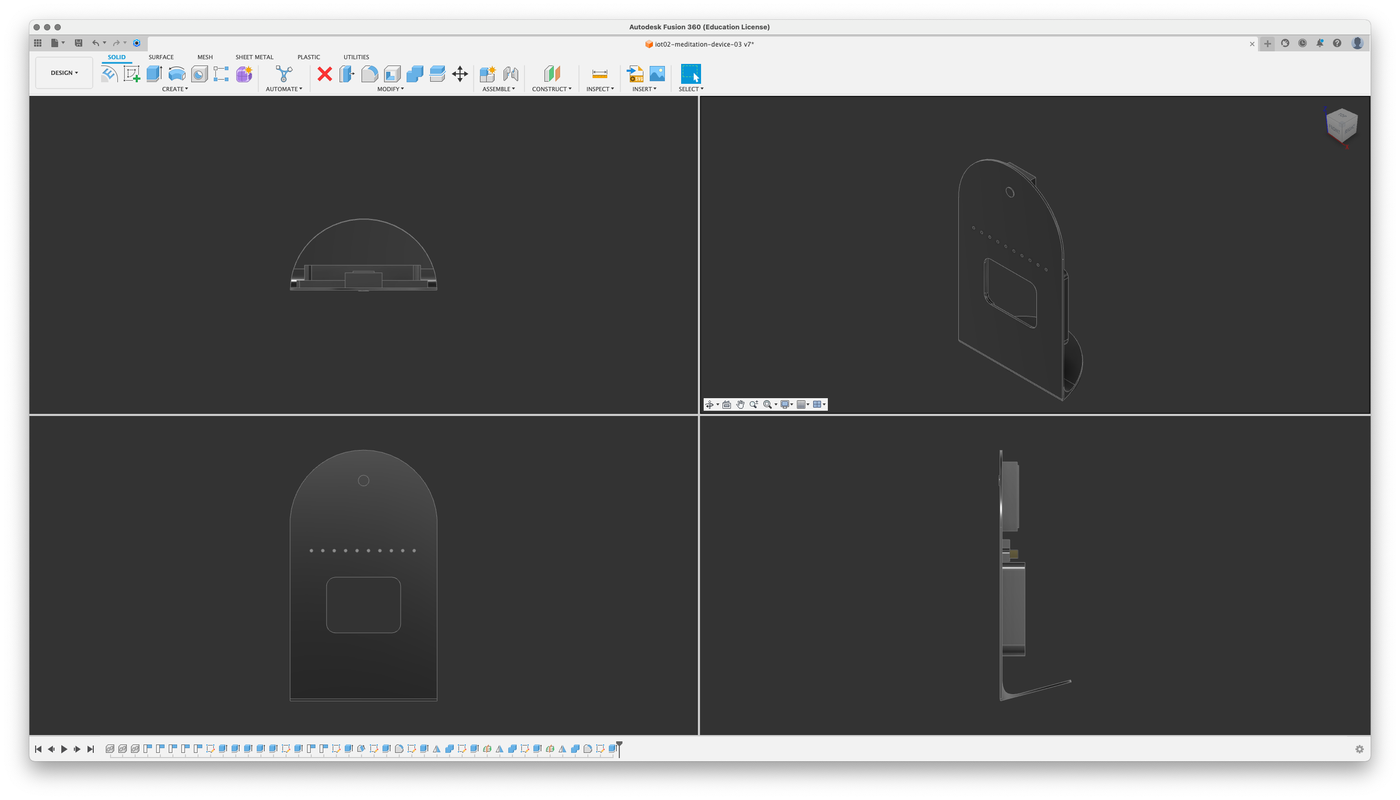 Autodesk Fusion 360 (Education License)
iot02-meditation-device-03 v7*
SOLID SURFACE MESH SHEET METAL PLASTIC UTILITIES
DESIGN
CREATE AUTOMATE MODIFY ASSEMBLE CONSTRUCT INSPECT INSERT SELECT